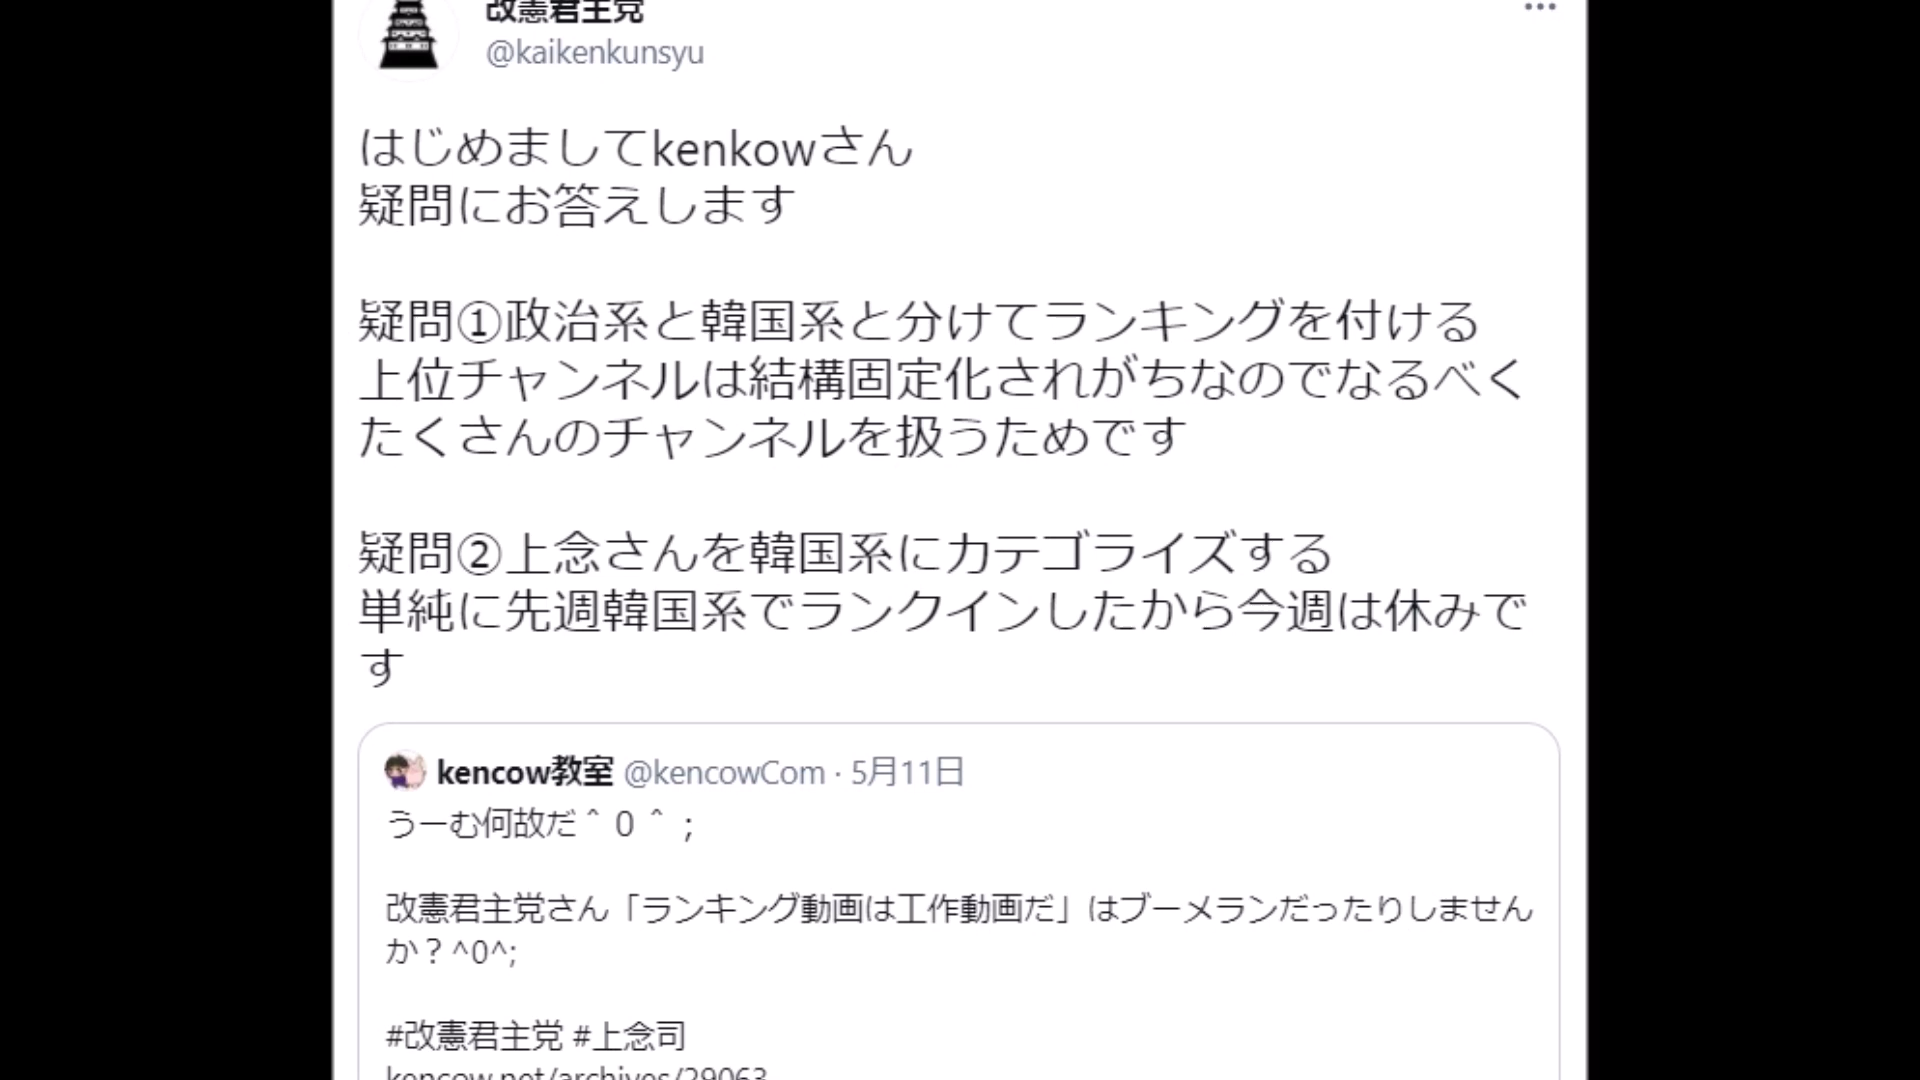 改憲君主党
@kaikenkunsyu
はじめましてkenkowさん
疑問にお答えします
疑問①政治系と韓国系と分けてランキングを付ける
上位チャンネルは結構固定化されがちなのでなるべく
たくさんのチャンネルを扱うためです
疑問②上念さんを韓国系にカテゴライズする
単純に先週韓国系でランクインしたから今週は休みで
す
kencow教室 @kencowCom · 5月11日
うーむ何故だ＾０＾；
改憲君主党さん「ランキング動画は工作動画だ」はブーメランだったりしません
か？^0^;
#改憲君主党 #上念司
kencow.net/archives/29063